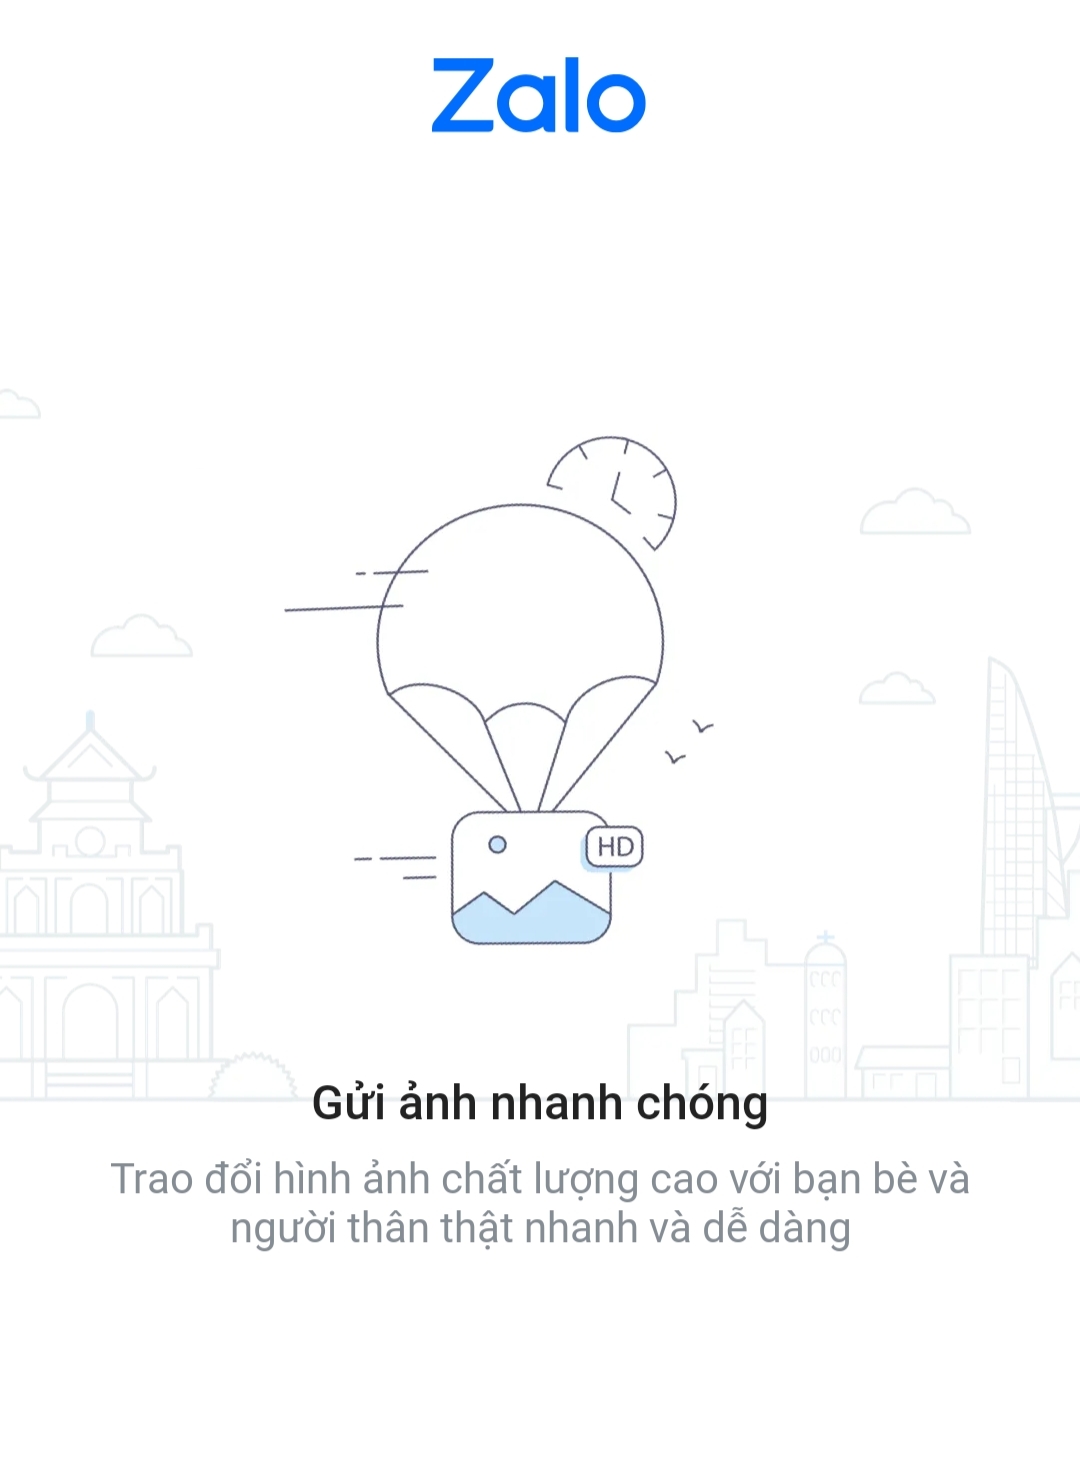 Zalo
HD
Gửi ảnh nhanh chóng
Trao đổi hình ảnh chất lượng cao với bạn bè và
người thân thật nhanh và dễ dàng